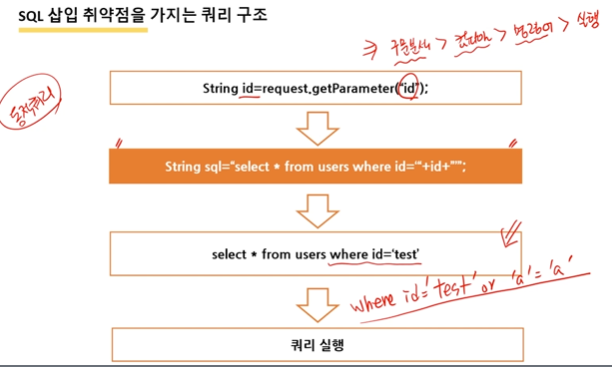 SQL 삽입 취약점을 가지는 쿼리 구조
⇒ 구문분석 > 컴파일 > 명령어 > 실행
동적쿼리
String id=request.getParameter("id");
String sql="select * from users where id='"+id+"'";
select * from users where id='test'
where id='test' or 'a'='a'
쿼리 실행